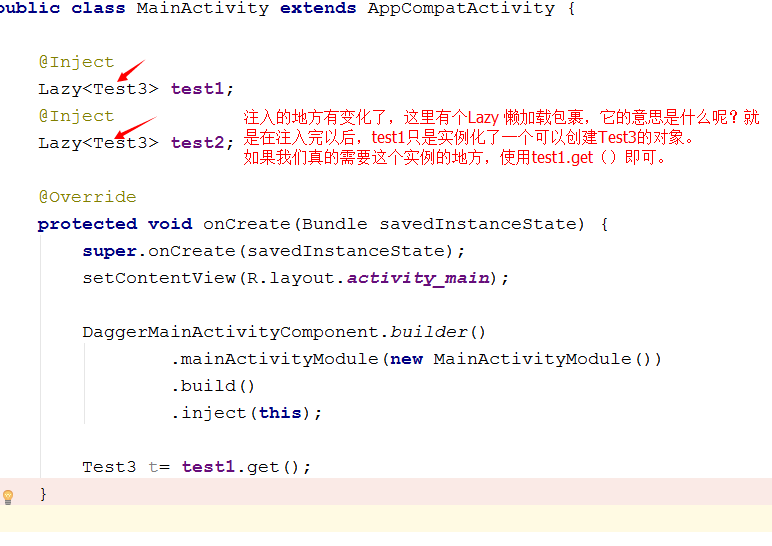 public class MainActivity extends AppCompatActivity {
@Inject
Lazy<Test3> test1;
@Inject
Lazy<Test3> test2;
注入的地方有变化了，这里有个Lazy 懒加载包裹，它的意思是什么呢？就
是在注入完以后，test1只是实例化了一个可以创建Test3的对象。
如果我们真的需要这个实例的地方，使用test1.get（）即可。
@Override
protected void onCreate(Bundle savedInstanceState) {
super.onCreate(savedInstanceState);
setContentView(R.layout.activity_main);
DaggerMainActivityComponent.builder()
.mainActivityModule(new MainActivityModule())
.build()
.inject(this);
Test3 t= test1.get();
}